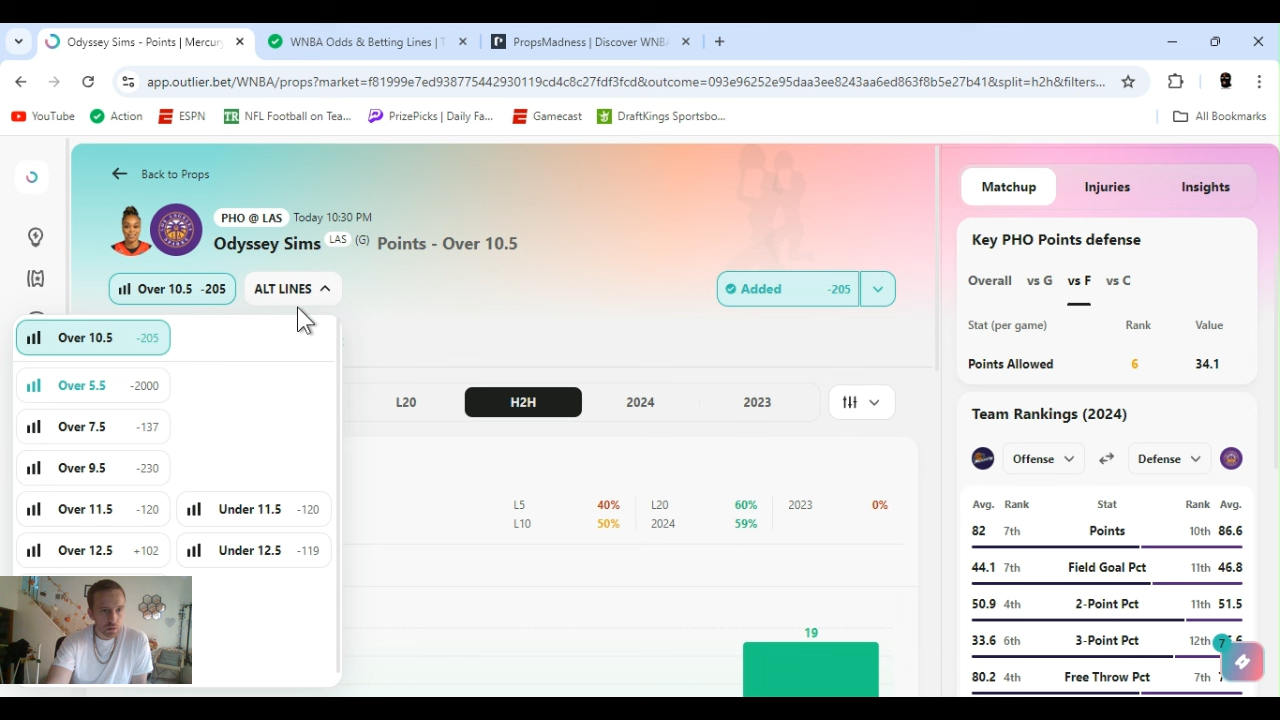 Odyssey Sims - Points | Mercury
WNBA Odds & Betting Lines | T
PropsMadness | Discover WNBA
app.outlier.bet/WNBA/props?market=f81999e7ed938775442930119cd4c8c27fdf3fcd&outcome=093e96252e95daa3ee8243aa6ed863f8b5e27b41&split=h2h&filters...
YouTube
Action
ESPN
NFL Football on Tea...
PrizePicks | Daily Fa...
Gamecast
DraftKings Sportsbo...
All Bookmarks
Back to Props
PHO @ LAS Today 10:30 PM
Odyssey Sims LAS (G) Points - Over 10.5
Over 10.5 -205
ALT LINES
Added -205
Over 10.5 -205
Over 5.5 -2000
Over 7.5 -137
Over 9.5 -230
Over 11.5 -120 Under 11.5 -120
Over 12.5 +102 Under 12.5 -119
L20 H2H 2024 2023
L5 40% L20 60% 2023 0%
L10 50% 2024 59%
19
Matchup Injuries Insights
Key PHO Points defense
Overall vs G vs F vs C
Stat (per game) Rank Value
Points Allowed 6 34.1
Team Rankings (2024)
Offense Defense
Avg. Rank Stat Rank Avg.
82 7th Points 10th 86.6
44.1 7th Field Goal Pct 11th 46.8
50.9 4th 2-Point Pct 11th 51.5
33.6 6th 3-Point Pct 12th
7
80.2 4th Free Throw Pct 7th